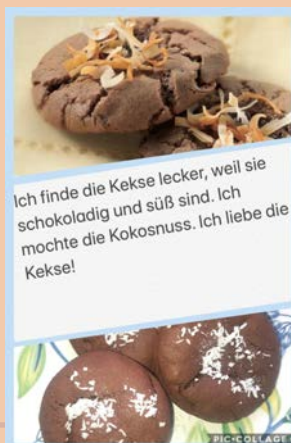 Ich finde die Kekse lecker, weil sie
schokoladig und süß sind. Ich
mochte die Kokosnuss. Ich liebe die
Kekse!
PIC•COLLAGE